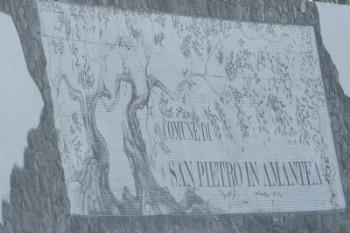 COMUNE DI
SAN PIETRO IN AMANTEA